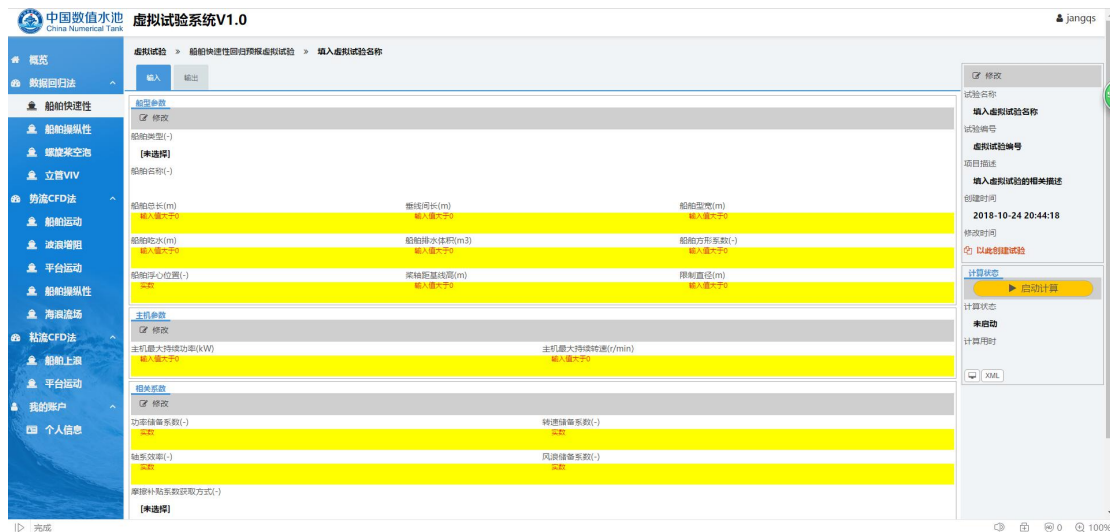 中国数值水池 虚拟试验系统V1.0
China Numerical Tank
jangqs
概览
数据回归法
船舶快速性
船舶操纵性
螺旋桨空泡
立管VIV
势流CFD法
船舶运动
波浪增阻
平台运动
船舶操纵性
海浪流场
粘流CFD法
船舶上浪
平台运动
我的账户
个人信息
虚拟试验 » 船舶快速性回归预报虚拟试验 » 填入虚拟试验名称
输入 输出
船型参数
修改
船舶类型(-)
[未选择]
船舶名称(-)
船舶总长(m) 垂线间长(m) 船舶型宽(m)
输入值大于0 输入值大于0 输入值大于0
船舶吃水(m) 船舶排水体积(m3) 船舶方形系数(-)
输入值大于0 输入值大于0 输入值大于0
船舶浮心位置(-) 桨轴距基线高(m) 限制直径(m)
实数 输入值大于0 输入值大于0
主机参数
修改
主机最大持续功率(kW) 主机最大持续转速(r/min)
输入值大于0 输入值大于0
相关系数
修改
功率储备系数(-) 转速储备系数(-)
实数 实数
轴系效率(-) 风浪储备系数(-)
实数 实数
摩擦补贴系数获取方式(-)
[未选择]
修改
试验名称
填入虚拟试验名称
试验编号
虚拟试验编号
项目描述
填入虚拟试验的相关描述
创建时间
2018-10-24 20:44:18
修改时间
以此创建试验
计算状态
启动计算
计算状态
未启动
计算用时
XML
完成
0 100%